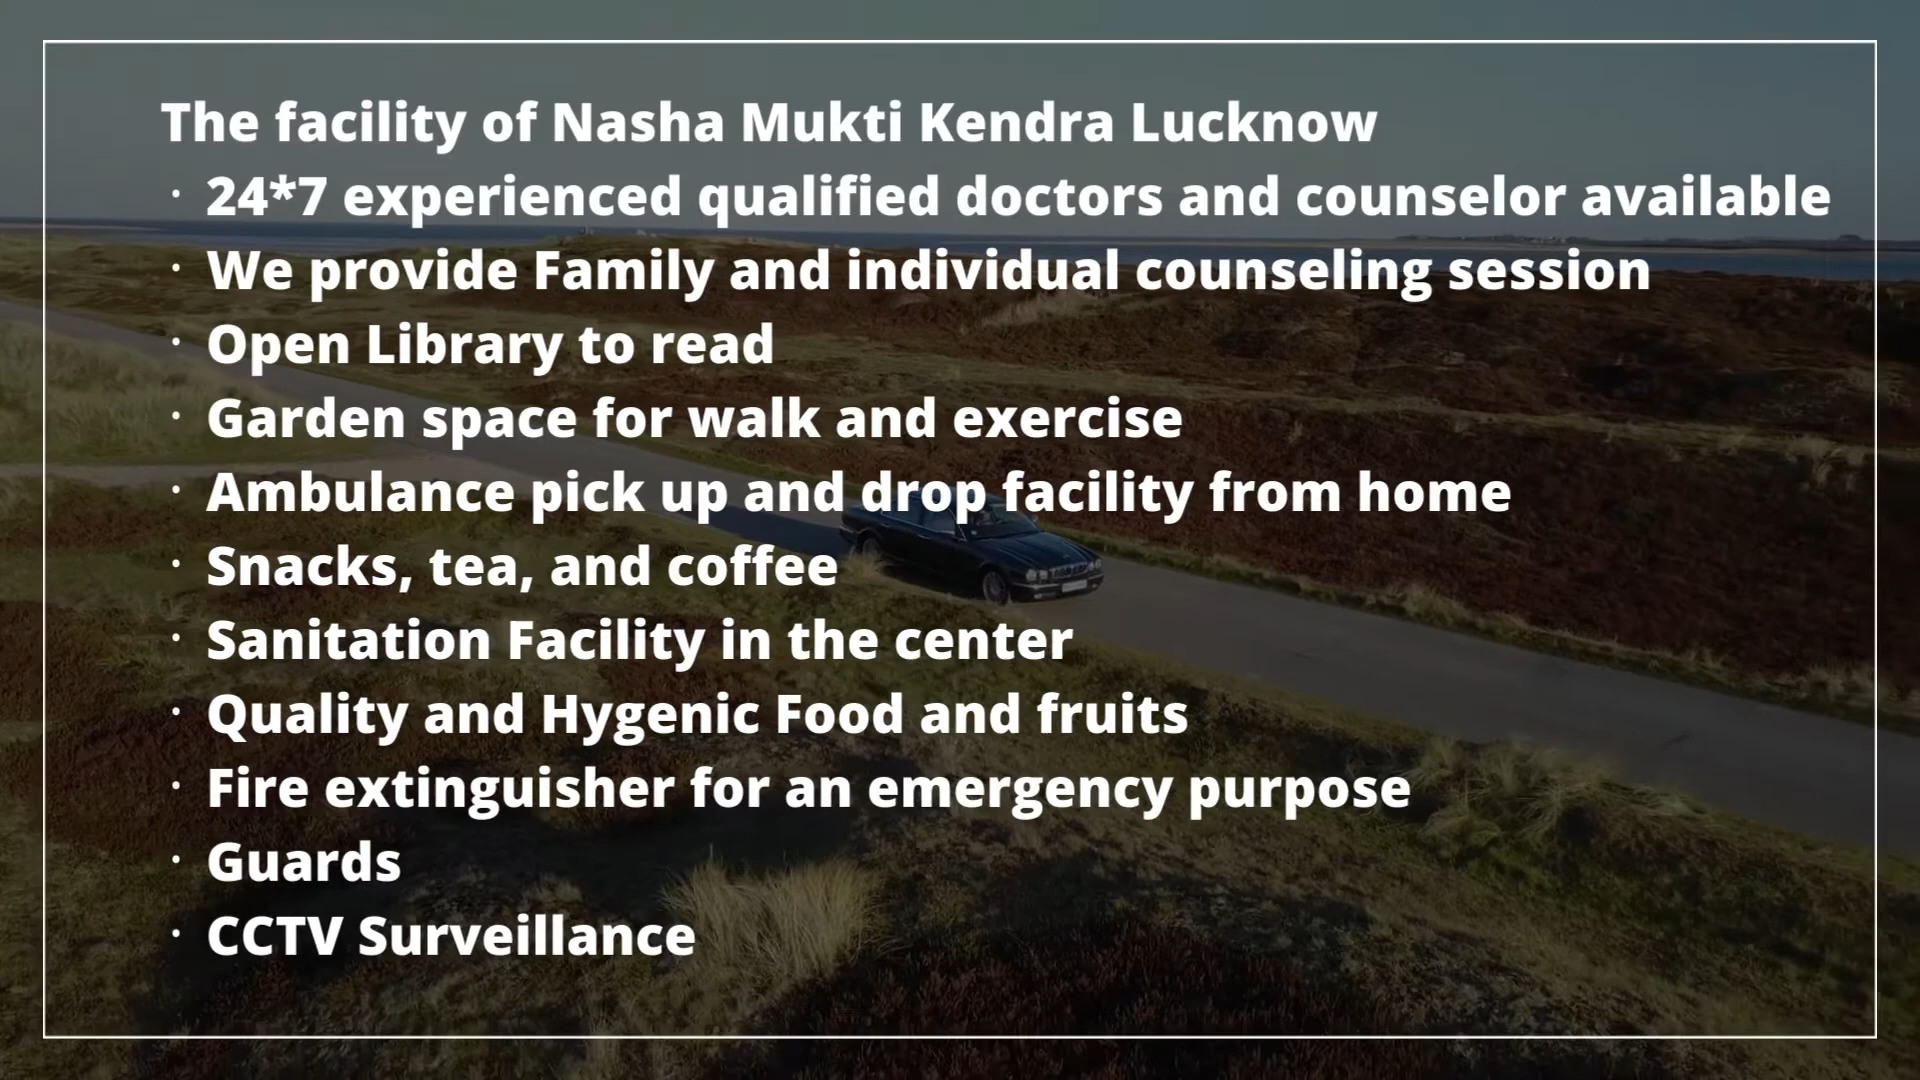 The facility of Nasha Mukti Kendra Lucknow
· 24*7 experienced qualified doctors and counselor available
· We provide Family and individual counseling session
· Open Library to read
· Garden space for walk and exercise
· Ambulance pick up and drop facility from home
· Snacks, tea, and coffee
· Sanitation Facility in the center
· Quality and Hygenic Food and fruits
· Fire extinguisher for an emergency purpose
· Guards
· CCTV Surveillance